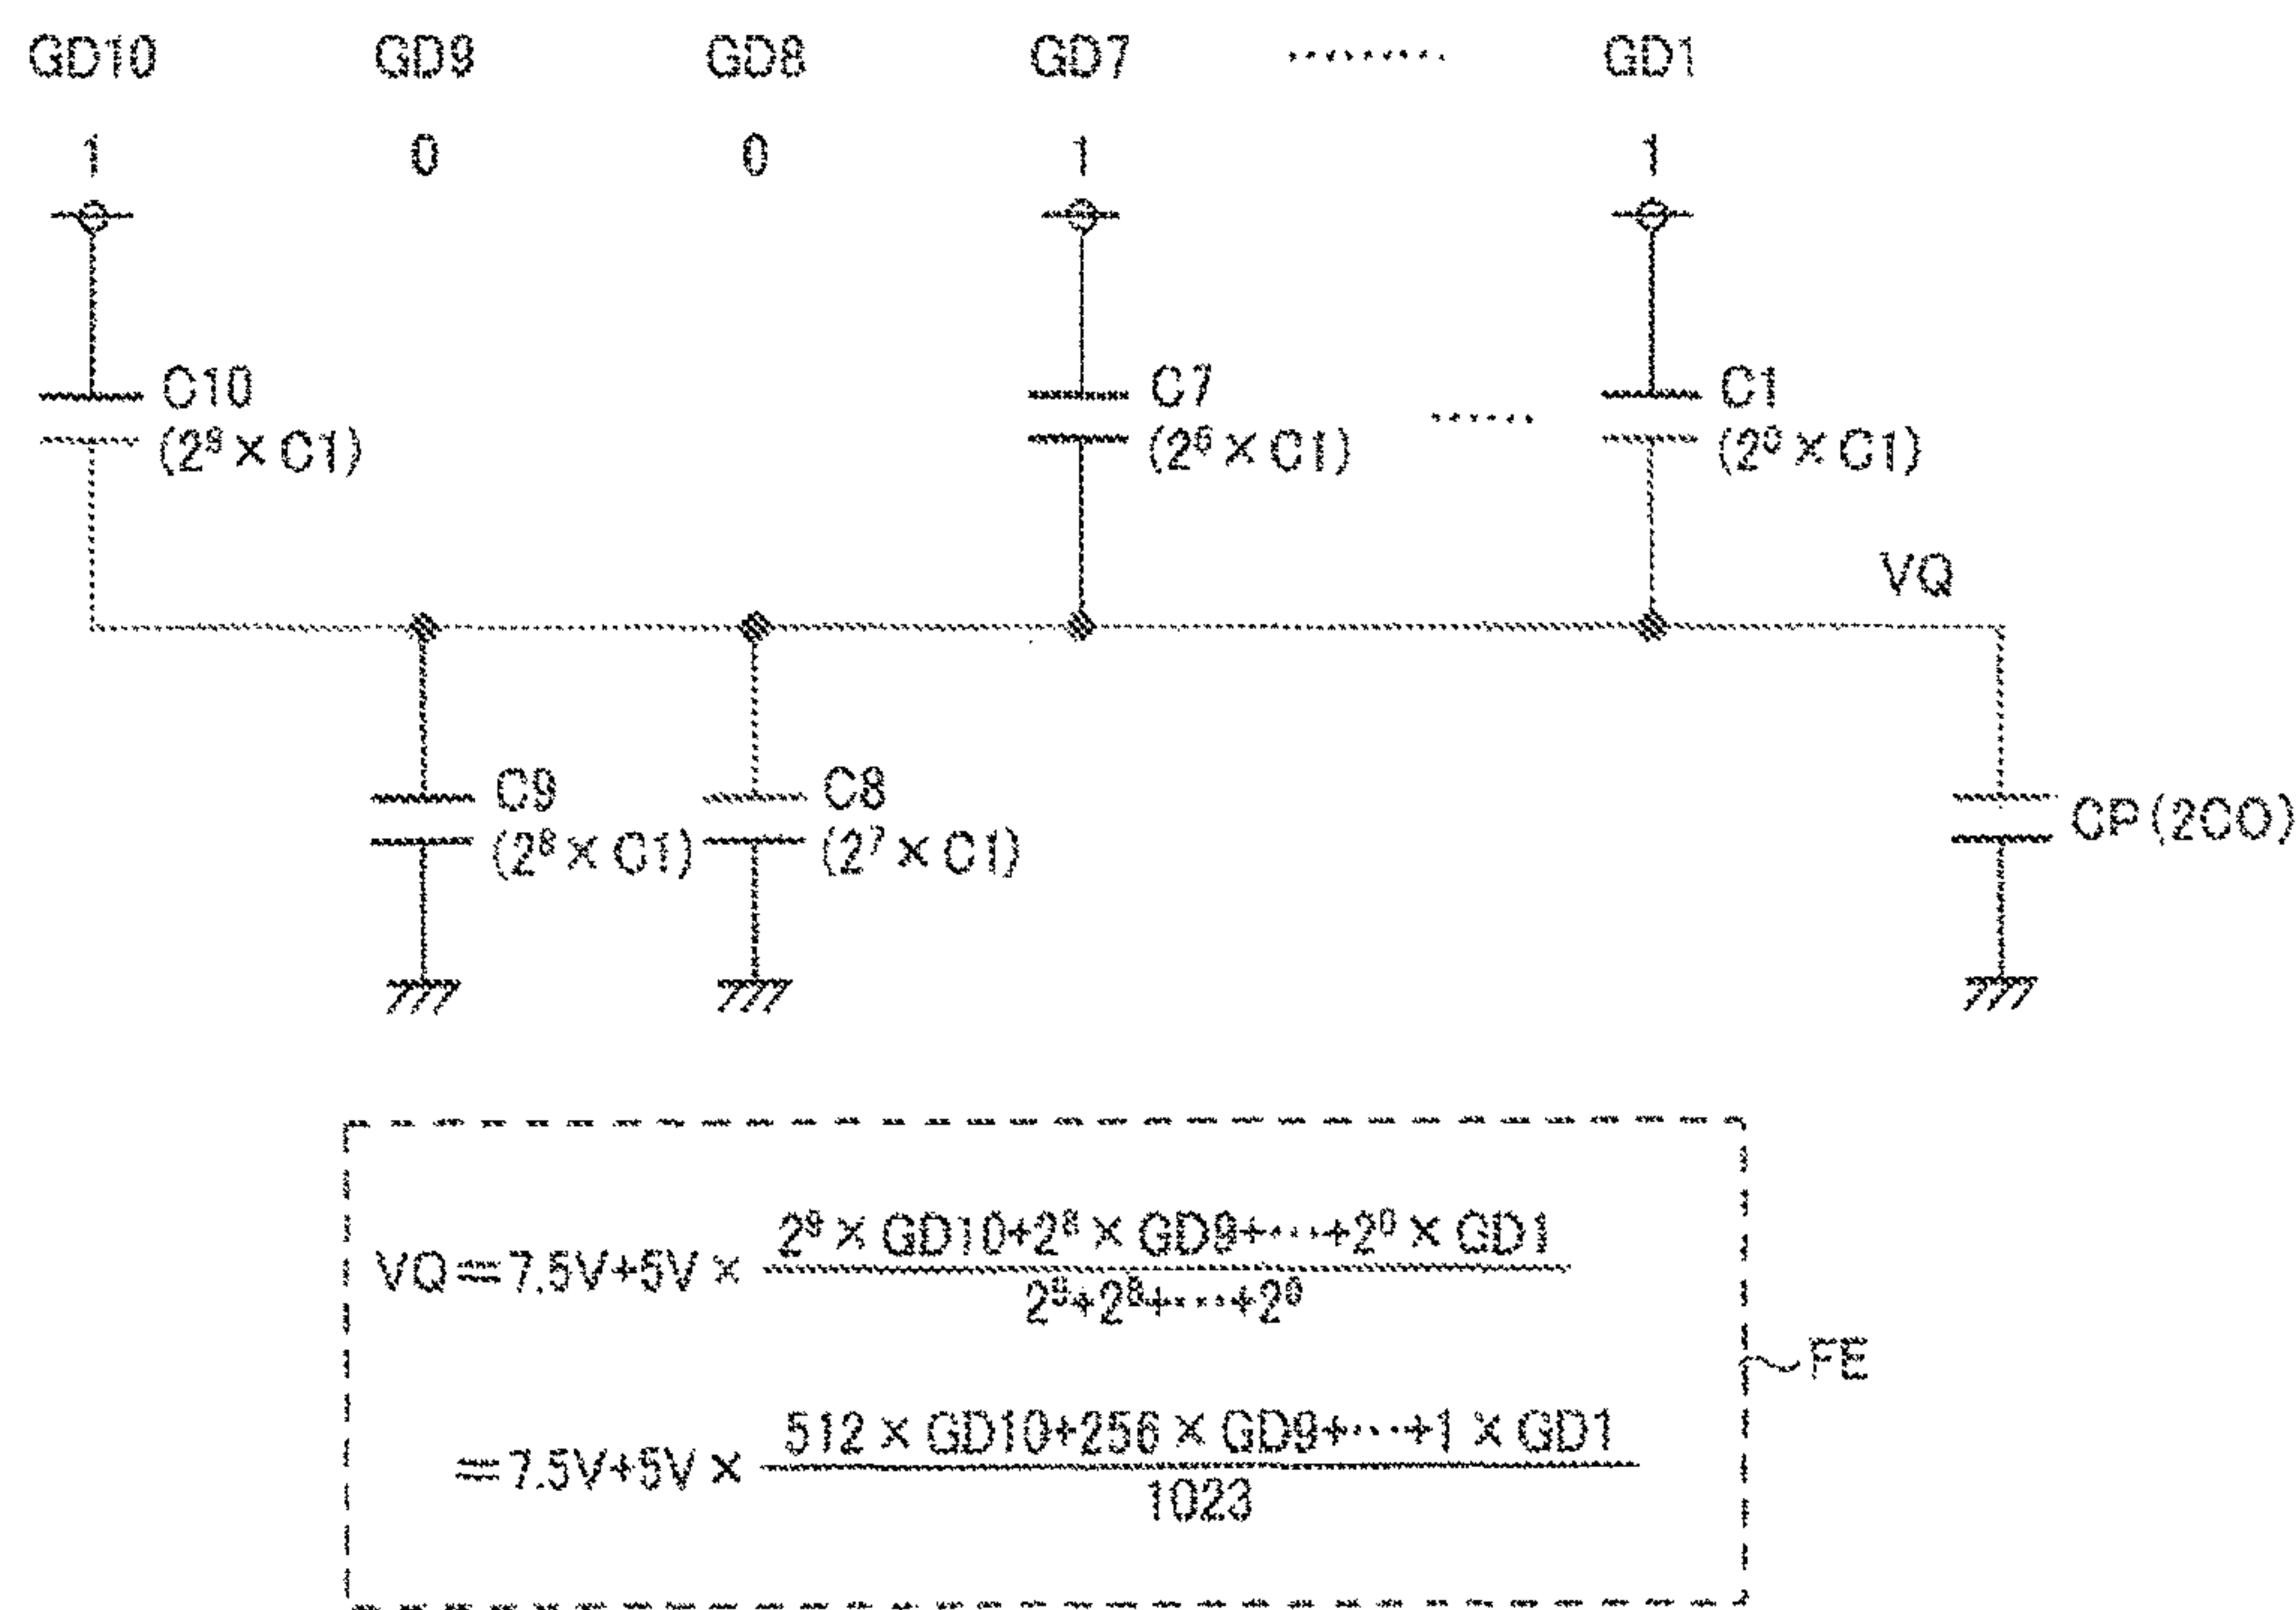 GD10 GD9 GD8 GD7 ········ GD1
1 0 0 1 1
C10 C7 ····· C1
(2⁹×C1) (2⁶×C1) (2⁰×C1)
VQ
C9 C8 CP(2CO)
(2⁸×C1) (2⁷×C1)
VQ=7.5V+5V× 2⁹×GD10+2⁸×GD9+···+2⁰×GD1
2⁹+2⁸+···+2⁰
FE
=7.5V+5V× 512×GD10+256×GD9+···+1×GD1
1023